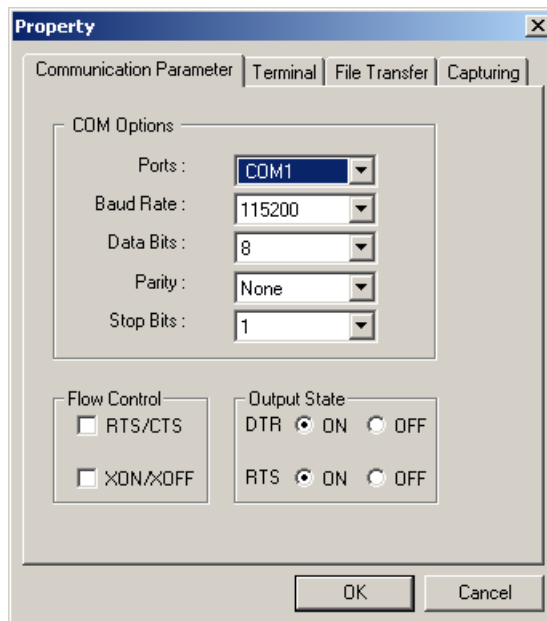 Property
Communication Parameter Terminal File Transfer Capturing
COM Options
Ports : COM1
Baud Rate : 115200
Data Bits : 8
Parity : None
Stop Bits : 1
Flow Control
RTS/CTS
XON/XOFF
Output State
DTR ON OFF
RTS ON OFF
OK Cancel